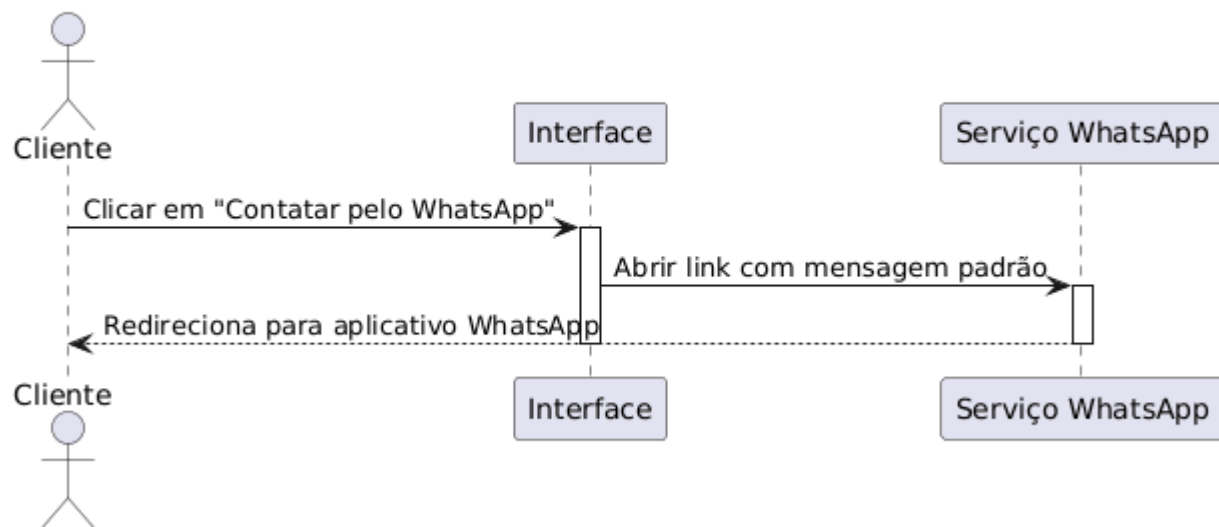 Cliente
Interface
Serviço WhatsApp
Clicar em "Contatar pelo WhatsApp"
Abrir link com mensagem padrão
Redireciona para aplicativo WhatsApp
Cliente
Interface
Serviço WhatsApp